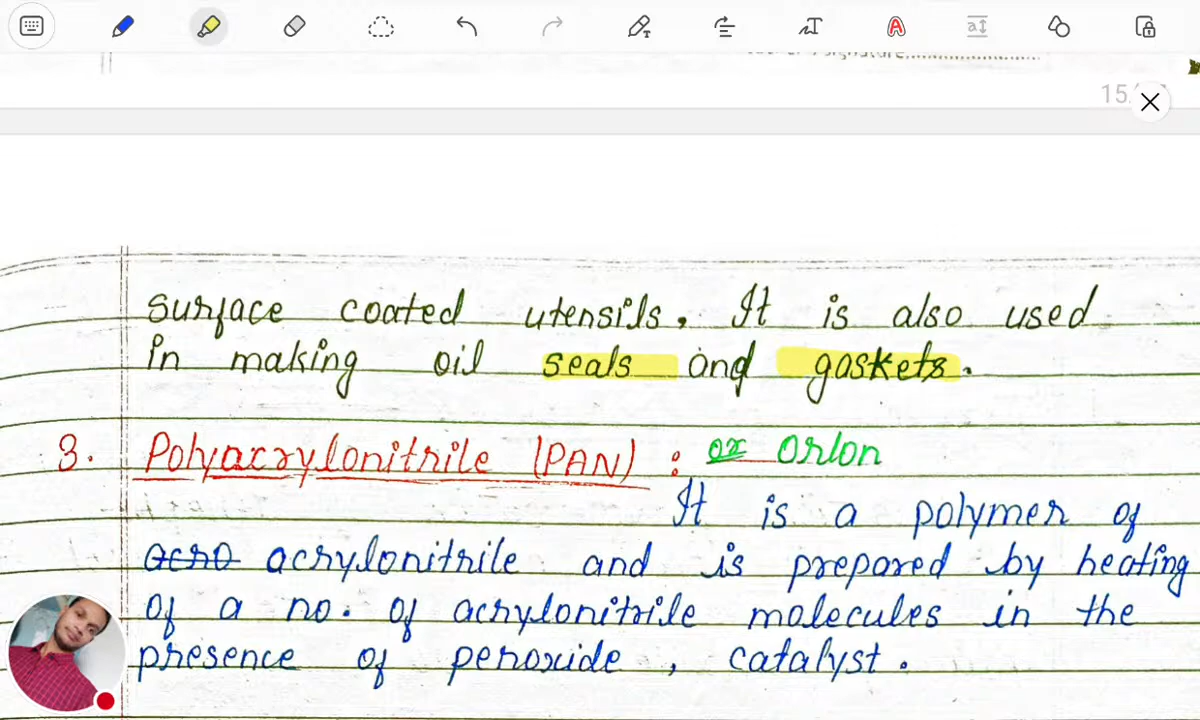 15
surface coated utensils. It is also used
in making oil seals and gaskets.
3. Polyacrylonitrile (PAN) : or Orlon
It is a polymer of
acro acrylonitrile and is prepared by heating
of a no. of acrylonitrile molecules in the
presence of peroxide, catalyst.